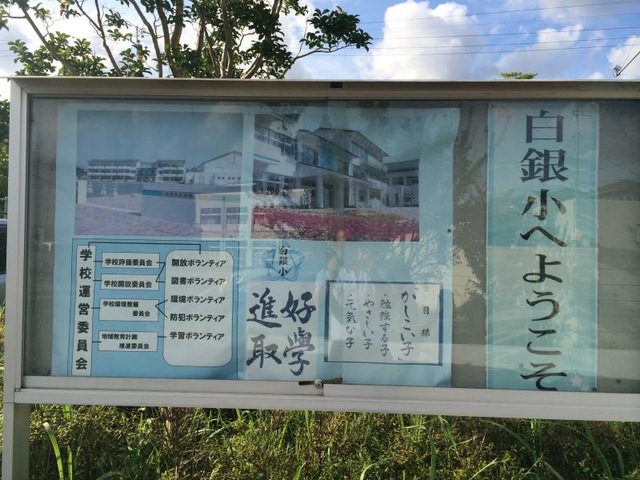 白銀小へようこそ
学校運営委員会
学校評価委員会
学校開放委員会
学校環境整備
委員会
地域教育計画
推進委員会
開放ボランティア
図書ボランティア
環境ボランティア
防犯ボランティア
学習ボランティア
白銀小
好學
進取
目標
「かしこい子」
・勉強する子
・やさしい子
・元気な子